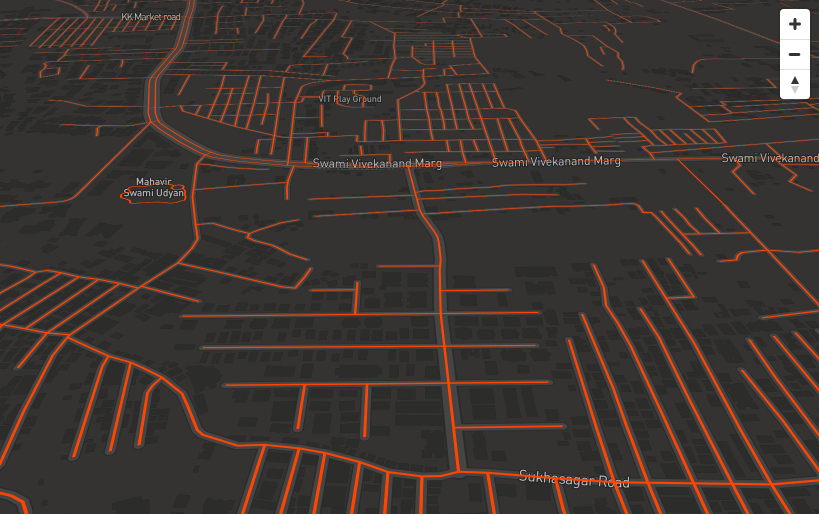 KK Market road
VIT Play Ground
Swami Vivekanand Marg
Swami Vivekanand Marg
Swami Vivekanand
Mahavir
Swami Udyan
Sukhasagar Road